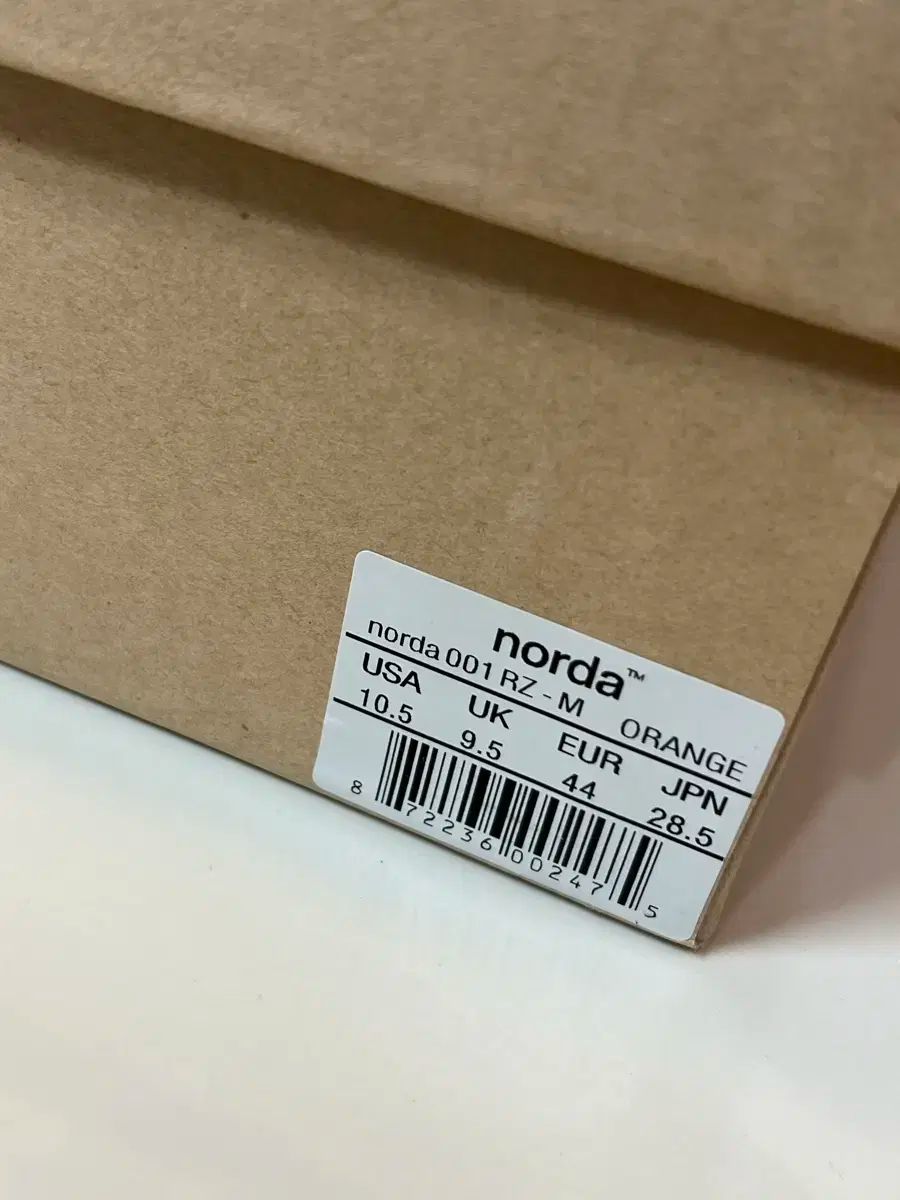 norda™
norda 001 RZ - M ORANGE
USA UK EUR JPN
10.5 9.5 44 28.5
8 72236 00247 5